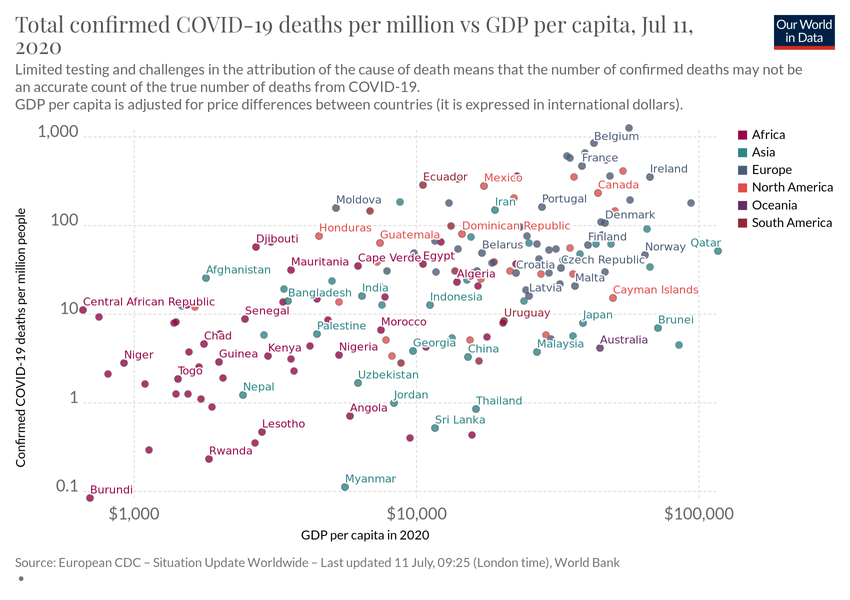 Total confirmed COVID-19 deaths per million vs GDP per capita, Jul 11,
2020
Our World
in Data
Limited testing and challenges in the attribution of the cause of death means that the number of confirmed deaths may not be
an accurate count of the true number of deaths from COVID-19.
GDP per capita is adjusted for price differences between countries (it is expressed in international dollars).
1,000
100
10
1
0.1
Confirmed COVID-19 deaths per million people
Belgium
France
Ireland
Ecuador
Mexico
Canada
Moldova
Iran
Portugal
Denmark
Honduras
Dominican Republic
Djibouti
Guatemala
Belarus
Finland
Norway
Qatar
Mauritania
Cape Verde
Egypt
Croatia
Czech Republic
Afghanistan
Algeria
Malta
Bangladesh
India
Indonesia
Latvia
Cayman Islands
Central African Republic
Senegal
Uruguay
Japan
Brunei
Palestine
Morocco
Chad
Georgia
Malaysia
Australia
Niger
Guinea
Kenya
Nigeria
China
Togo
Uzbekistan
Nepal
Jordan
Thailand
Angola
Sri Lanka
Lesotho
Rwanda
Myanmar
Burundi
$1,000
$10,000
$100,000
GDP per capita in 2020
Africa
Asia
Europe
North America
Oceania
South America
Source: European CDC – Situation Update Worldwide – Last updated 11 July, 09:25 (London time), World Bank